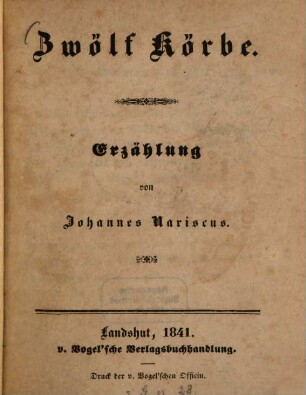 Zwölf Körbe.
Erzählung
von
Johannes Nariscus.
Landshut, 1841.
v. Vogel'sche Verlagsbuchhandlung.
Druck der v. Vogel'schen Officin.